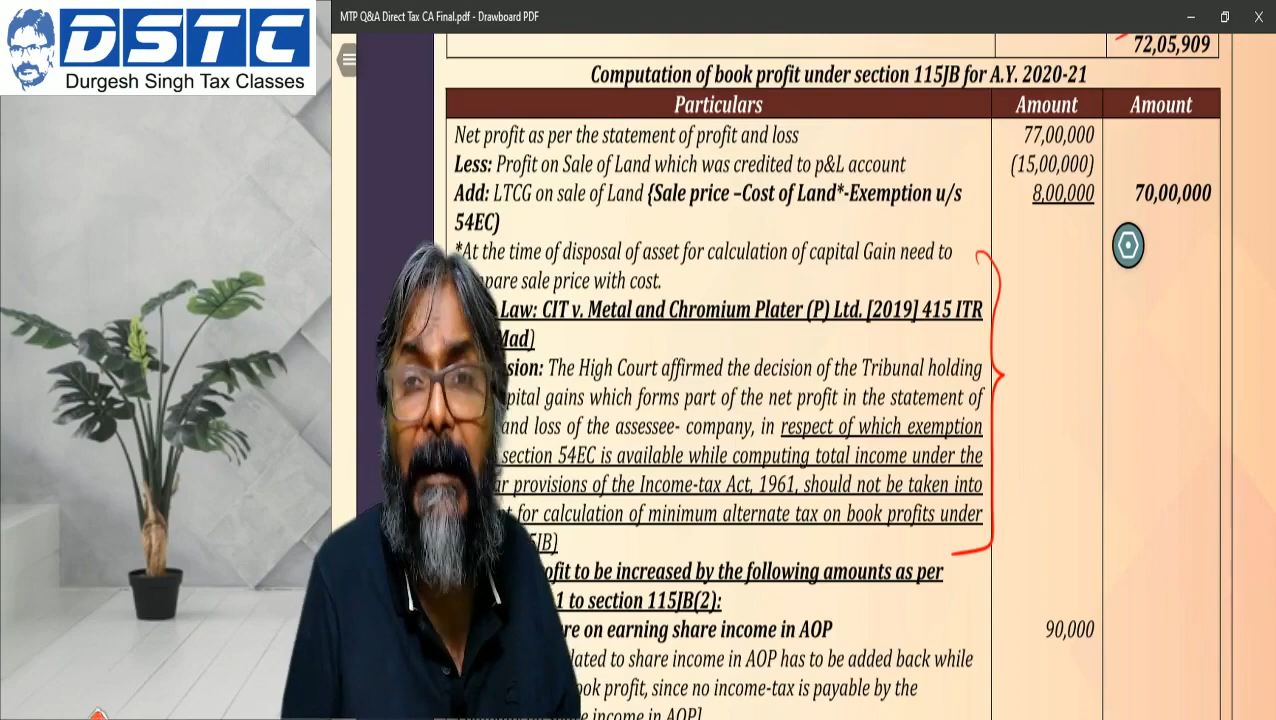 DSTC
Durgesh Singh Tax Classes
MTP Q&A Direct Tax CA Final.pdf - Drawboard PDF
72,05,909
Computation of book profit under section 115JB for A.Y. 2020-21
Particulars Amount Amount
Net profit as per the statement of profit and loss 77,00,000
Less: Profit on Sale of Land which was credited to p&L account (15,00,000)
Add: LTCG on sale of Land {Sale price –Cost of Land*-Exemption u/s 8,00,000 70,00,000
54EC)
*At the time of disposal of asset for calculation of capital Gain need to
sale price with cost.
Law: CIT v. Metal and Chromium Plater (P) Ltd. [2019] 415 ITR
Mad)
The High Court affirmed the decision of the Tribunal holding
gains which forms part of the net profit in the statement of
and loss of the assessee- company, in respect of which exemption
section 54EC is available while computing total income under the
provisions of the Income-tax Act, 1961, should not be taken into
for calculation of minimum alternate tax on book profits under
to be increased by the following amounts as per
1 to section 115JB(2):
on earning share income in AOP 90,000
to share income in AOP has to be added back while
profit, since no income-tax is payable by the
income in AOP]